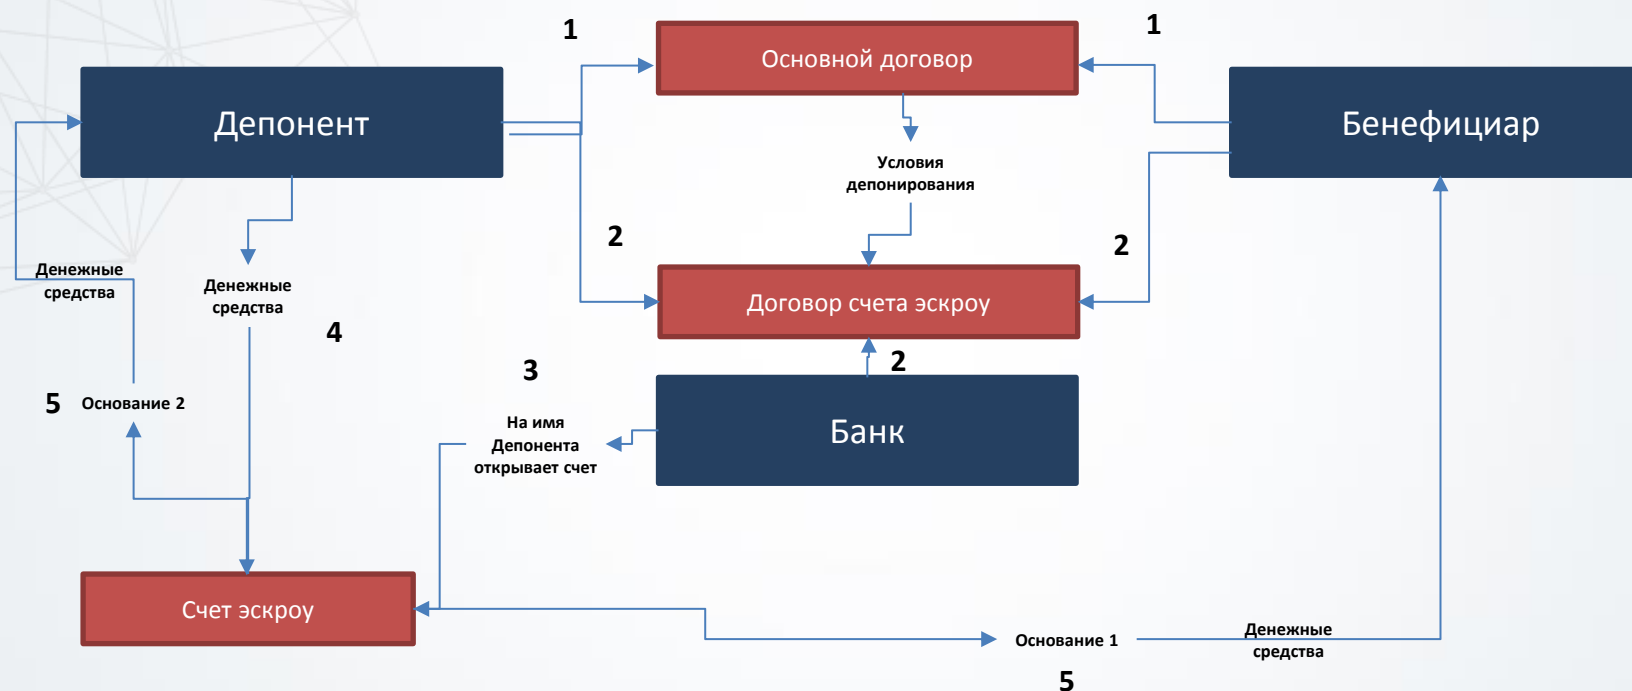 1
1
Основной договор
Депонент
Бенефициар
Условия
депонирования
2
2
Денежные
средства
Денежные
средства
4
Договор счета эскроу
2
3
5
Основание 2
На имя
Депонента
открывает счет
Банк
Счет эскроу
Основание 1
Денежные
средства
5